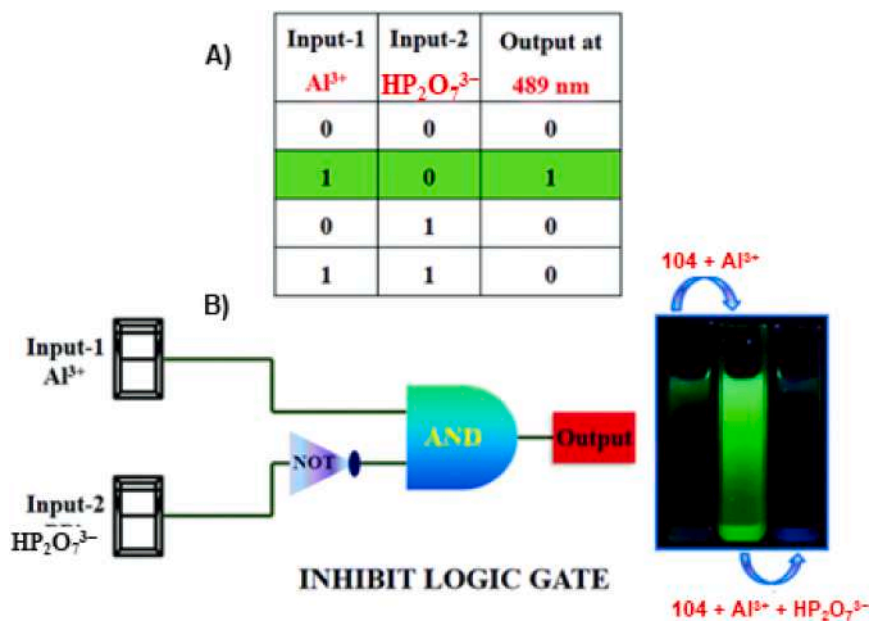 A)
Input-1 Input-2 Output at
Al³⁺ HP₂O₇³⁻ 489 nm
0 0 0
1 0 1
0 1 0
1 1 0
104 + Al³⁺
B)
Input-1
Al³⁺
AND
Output
NOT
Input-2
HP₂O₇³⁻
INHIBIT LOGIC GATE
104 + Al³⁺ + HP₂O₇³⁻